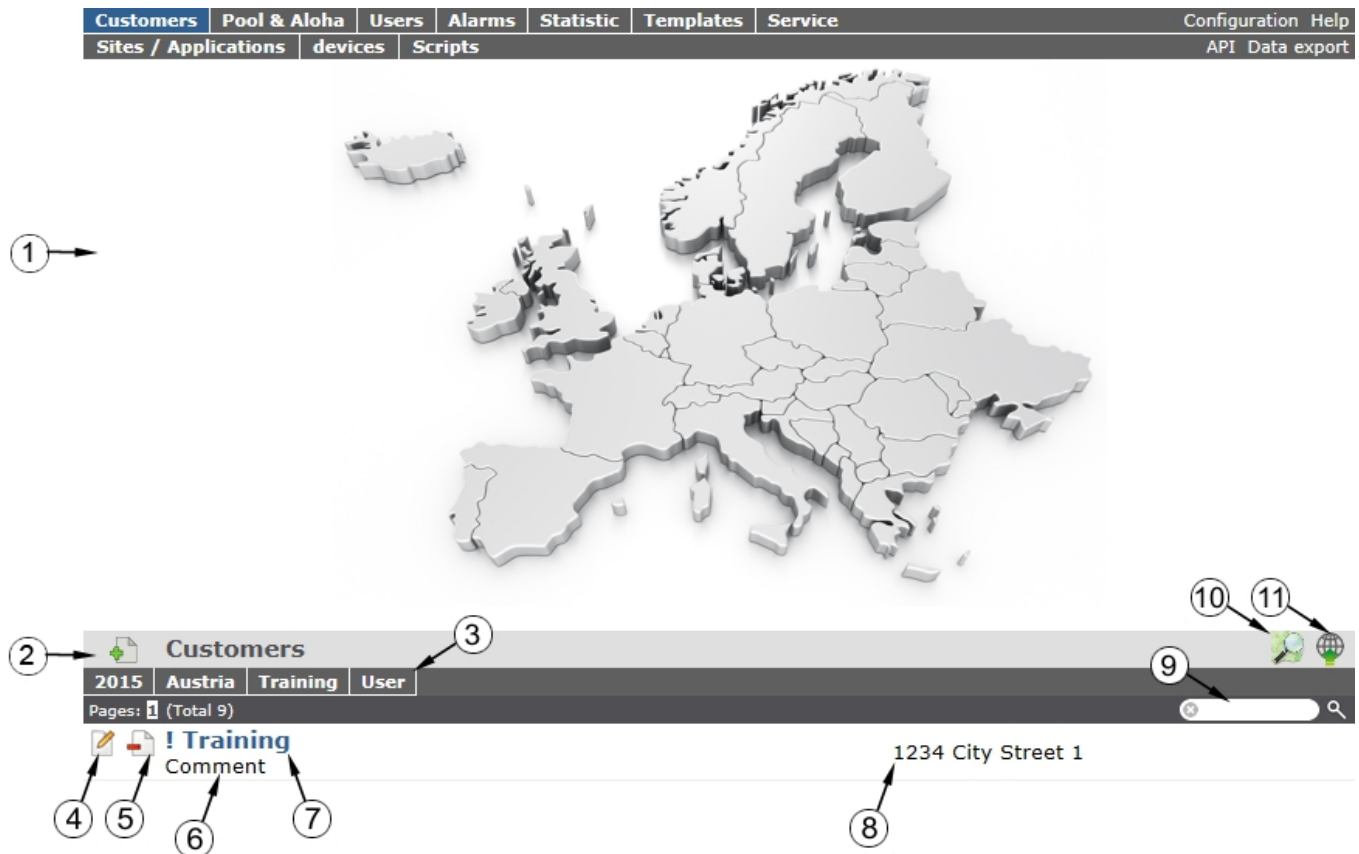 Customers Pool & Aloha Users Alarms Statistic Templates Service Configuration Help
Sites / Applications devices Scripts API Data export
1
10 11
2 Customers 3
2015 Austria Training User 9
Pages: 1 (Total 9)
! Training
1234 City Street 1
Comment
4 5 6 7 8